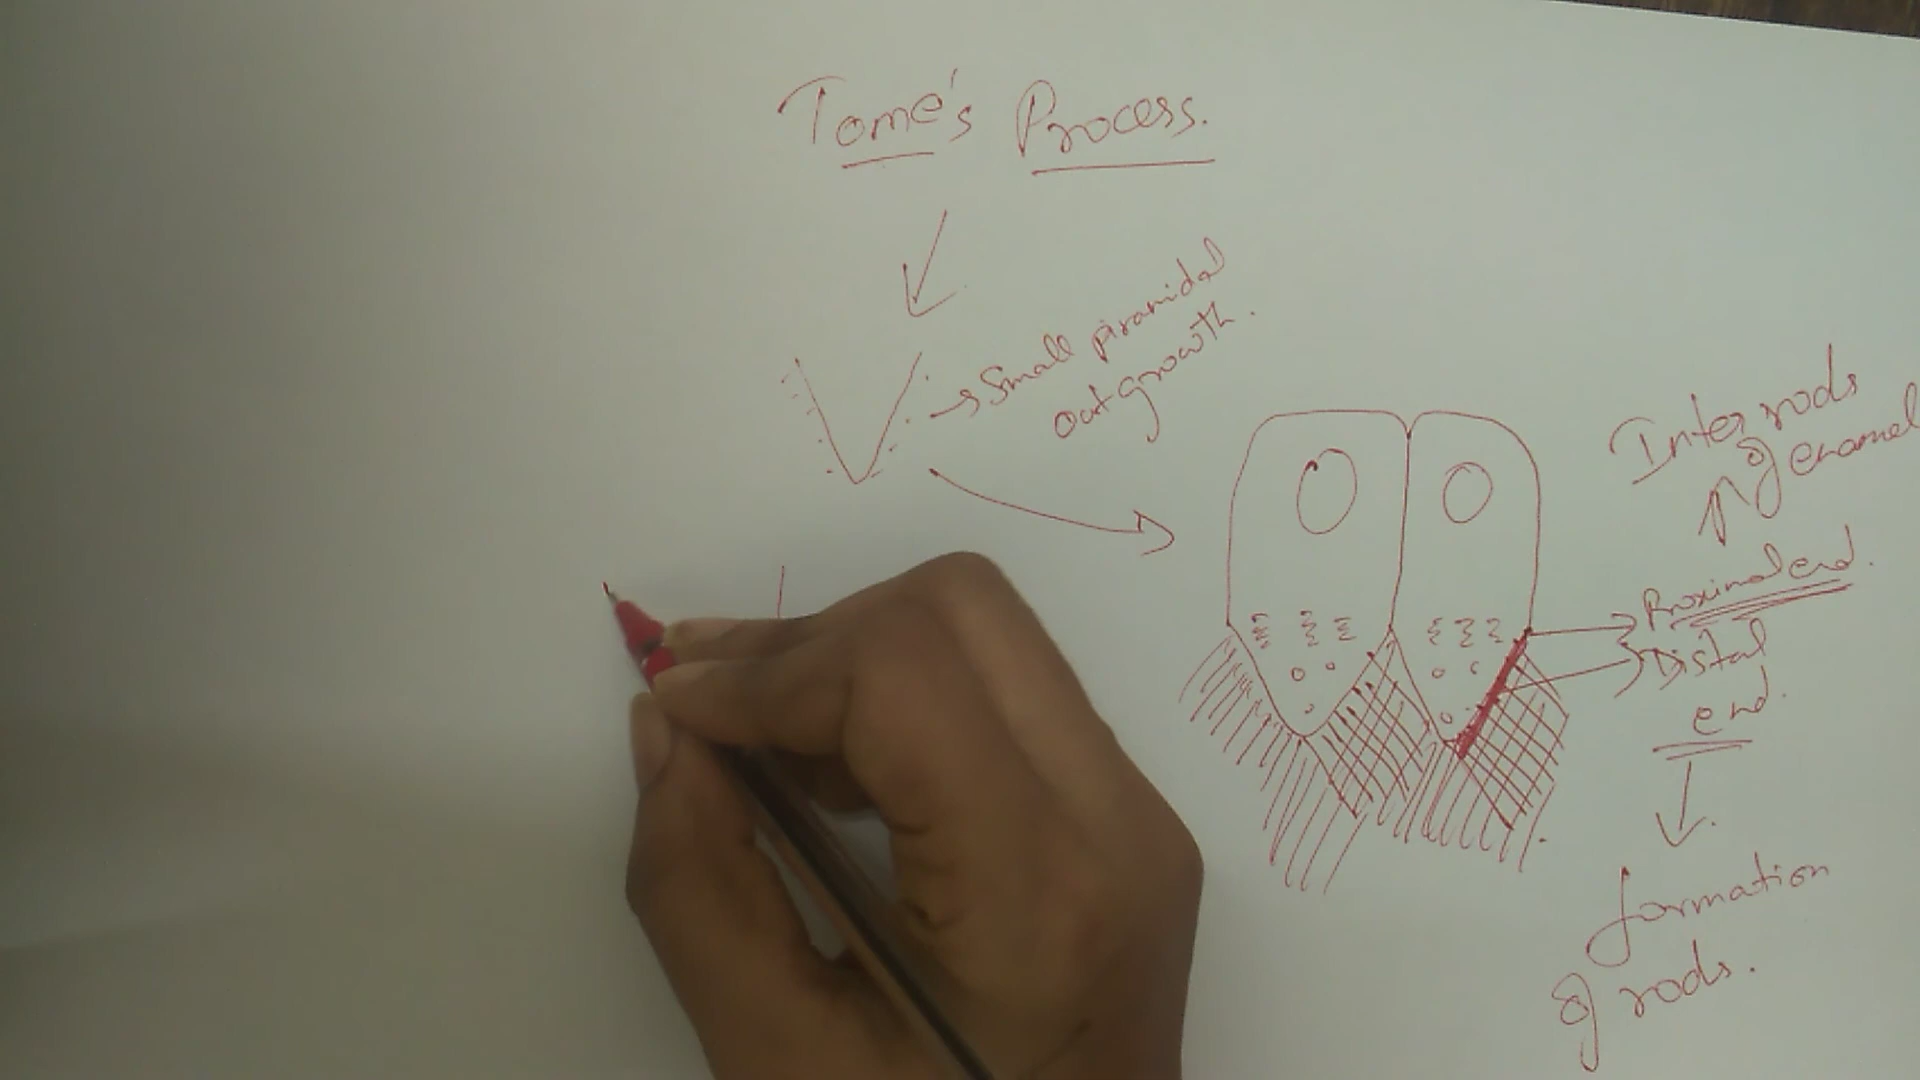 Tome's Process.
Small piramidal
out growth.
Inter rods
of enamel
Proximal end.
Distal
end.
formation
of rods.